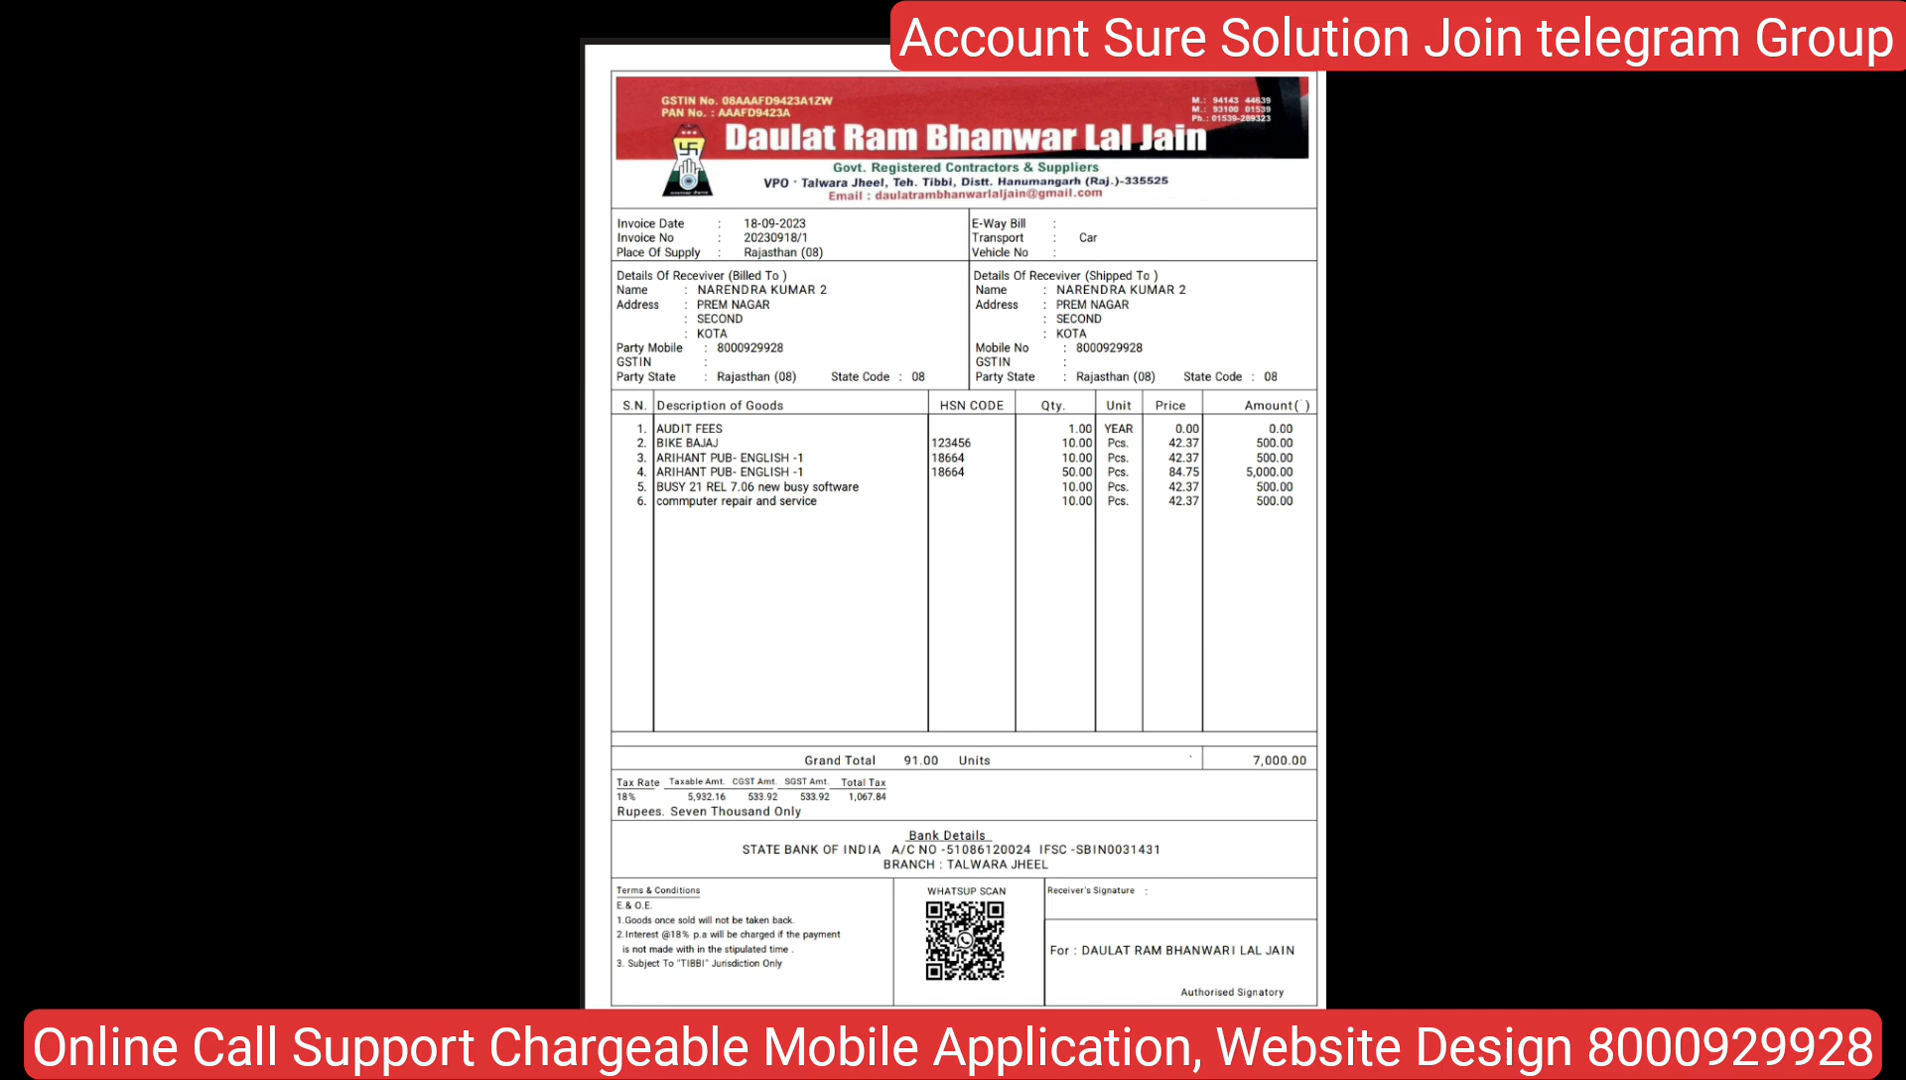 Account Sure Solution Join telegram Group
GSTIN No. 08AAAFD9423A1ZW
PAN No. : AAAFD9423A
M.: 94143 44639
M.: 93100 01539
Ph.: 01539-289323
Daulat Ram Bhanwar Lal Jain
Govt. Registered Contractors & Suppliers
VPO : Talwara Jheel, Teh. Tibbi, Distt. Hanumangarh (Raj.)-335525
Email : daulatrambhanwarlaljain@gmail.com
Invoice Date : 18-09-2023
Invoice No : 20230918/1
Place Of Supply : Rajasthan (08)
E-Way Bill :
Transport : Car
Vehicle No :
Details Of Receviver (Billed To )
Name : NARENDRA KUMAR 2
Address : PREM NAGAR
: SECOND
: KOTA
Party Mobile : 8000929928
GSTIN :
Party State : Rajasthan (08) State Code : 08
Details Of Receviver (Shipped To )
Name : NARENDRA KUMAR 2
Address : PREM NAGAR
: SECOND
: KOTA
Mobile No : 8000929928
GSTIN :
Party State : Rajasthan (08) State Code : 08
S.N. Description of Goods HSN CODE Qty. Unit Price Amount(`)
1. AUDIT FEES 1.00 YEAR 0.00 0.00
2. BIKE BAJAJ 123456 10.00 Pcs. 42.37 500.00
3. ARIHANT PUB- ENGLISH -1 18664 10.00 Pcs. 42.37 500.00
4. ARIHANT PUB- ENGLISH -1 18664 50.00 Pcs. 84.75 5,000.00
5. BUSY 21 REL 7.06 new busy software 10.00 Pcs. 42.37 500.00
6. commputer repair and service 10.00 Pcs. 42.37 500.00
Grand Total 91.00 Units ` 7,000.00
Tax Rate Taxable Amt. CGST Amt. SGST Amt. Total Tax
18% 5,932.16 533.92 533.92 1,067.84
Rupees. Seven Thousand Only
Bank Details
STATE BANK OF INDIA A/C NO -51086120024 IFSC -SBIN0031431
BRANCH : TALWARA JHEEL
Terms & Conditions
E.& O.E.
1.Goods once sold will not be taken back.
2.Interest @18% p.a will be charged if the payment
is not made with in the stipulated time .
3. Subject To "TIBBI" Jurisdiction Only
WHATSUP SCAN
Receiver's Signature :
For : DAULAT RAM BHANWARI LAL JAIN
Authorised Signatory
Online Call Support Chargeable Mobile Application, Website Design 8000929928